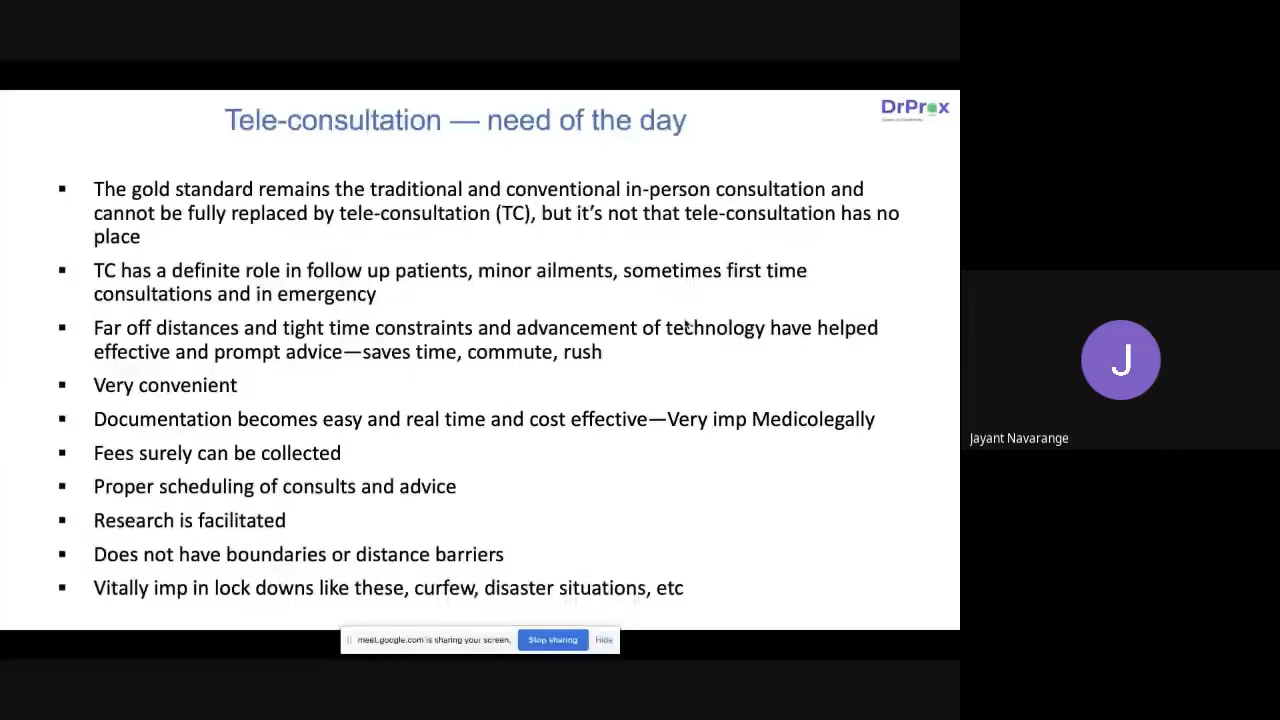 Tele-consultation — need of the day
DrProx
▪ The gold standard remains the traditional and conventional in-person consultation and
cannot be fully replaced by tele-consultation (TC), but it’s not that tele-consultation has no
place
▪ TC has a definite role in follow up patients, minor ailments, sometimes first time
consultations and in emergency
▪ Far off distances and tight time constraints and advancement of technology have helped
effective and prompt advice—saves time, commute, rush
▪ Very convenient
▪ Documentation becomes easy and real time and cost effective—Very imp Medicolegally
▪ Fees surely can be collected
▪ Proper scheduling of consults and advice
▪ Research is facilitated
▪ Does not have boundaries or distance barriers
▪ Vitally imp in lock downs like these, curfew, disaster situations, etc
meet.google.com is sharing your screen. Stop sharing Hide
J
Jayant Navarange